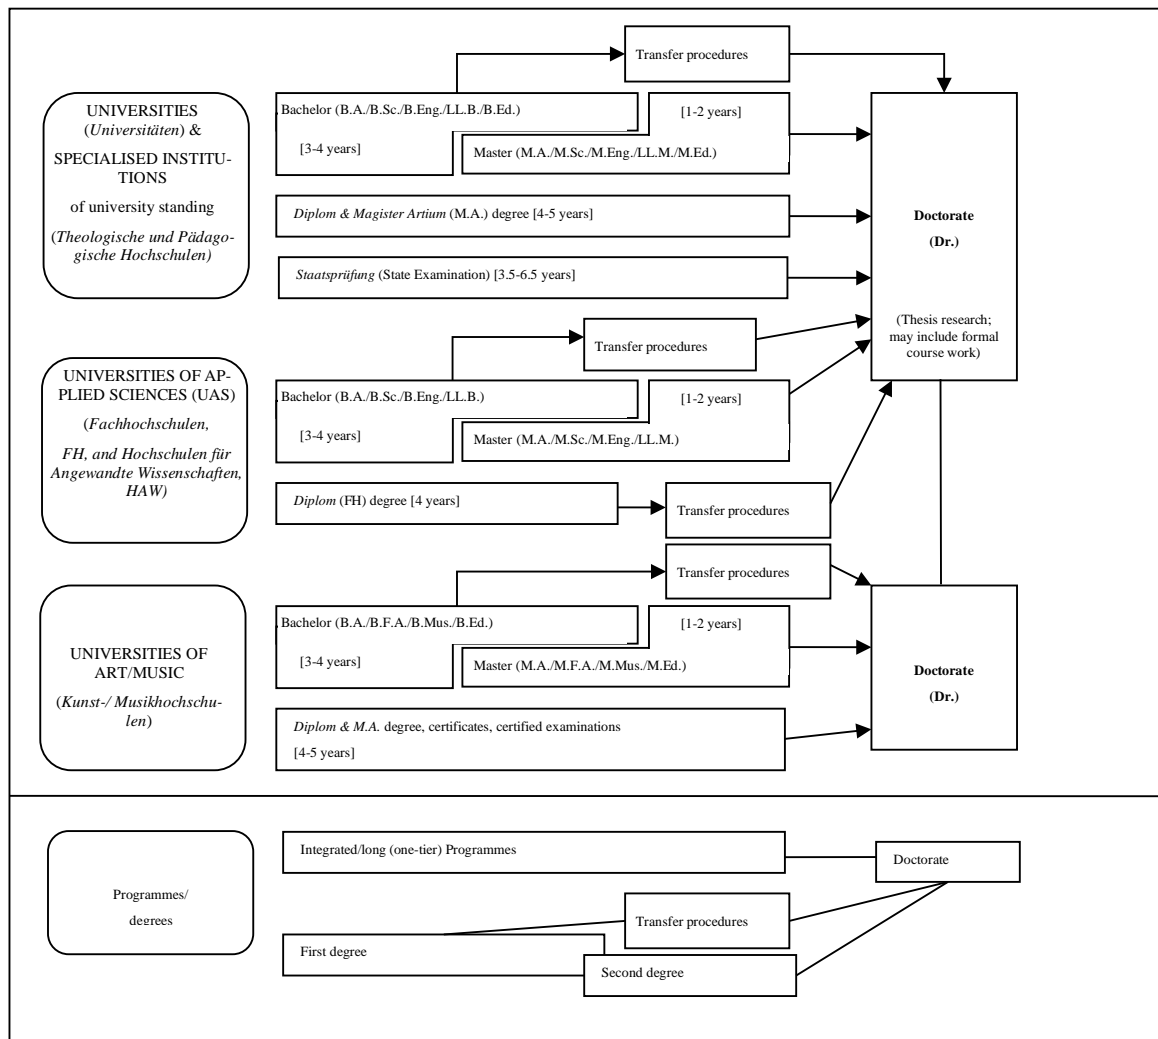 Transfer procedures
UNIVERSITIES
(Universitäten) &
SPECIALISED INSTITU-
TIONS
of university standing
(Theologische und Pädago-
gische Hochschulen)
Bachelor (B.A./B.Sc./B.Eng./LL.B./B.Ed.)
[3-4 years]
[1-2 years]
Master (M.A./M.Sc./M.Eng./LL.M./M.Ed.)
Diplom & Magister Artium (M.A.) degree [4-5 years]
Staatsprüfung (State Examination) [3.5-6.5 years]
Doctorate
(Dr.)
(Thesis research;
may include formal
course work)
Transfer procedures
UNIVERSITIES OF AP-
PLIED SCIENCES (UAS)
(Fachhochschulen,
FH, and Hochschulen für
Angewandte Wissenschaften,
HAW)
Bachelor (B.A./B.Sc./B.Eng./LL.B.)
[3-4 years]
[1-2 years]
Master (M.A./M.Sc./M.Eng./LL.M.)
Diplom (FH) degree [4 years]
Transfer procedures
Transfer procedures
UNIVERSITIES OF
ART/MUSIC
(Kunst-/ Musikhochschu-
len)
Bachelor (B.A./B.F.A./B.Mus./B.Ed.)
[3-4 years]
[1-2 years]
Master (M.A./M.F.A./M.Mus./M.Ed.)
Diplom & M.A. degree, certificates, certified examinations
[4-5 years]
Doctorate
(Dr.)
Programmes/
degrees
Integrated/long (one-tier) Programmes
Doctorate
Transfer procedures
First degree
Second degree